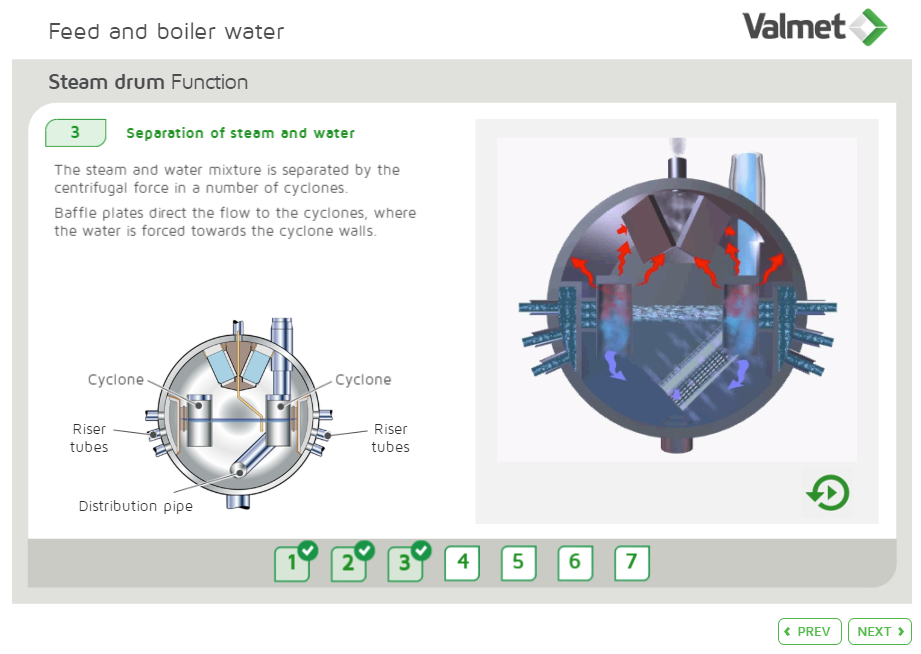 Feed and boiler water
Valmet
Steam drum Function
3
Separation of steam and water
The steam and water mixture is separated by the
centrifugal force in a number of cyclones.
Baffle plates direct the flow to the cyclones, where
the water is forced towards the cyclone walls.
Cyclone
Cyclone
Riser
tubes
Riser
tubes
Distribution pipe
1
2
3
4
5
6
7
PREV
NEXT